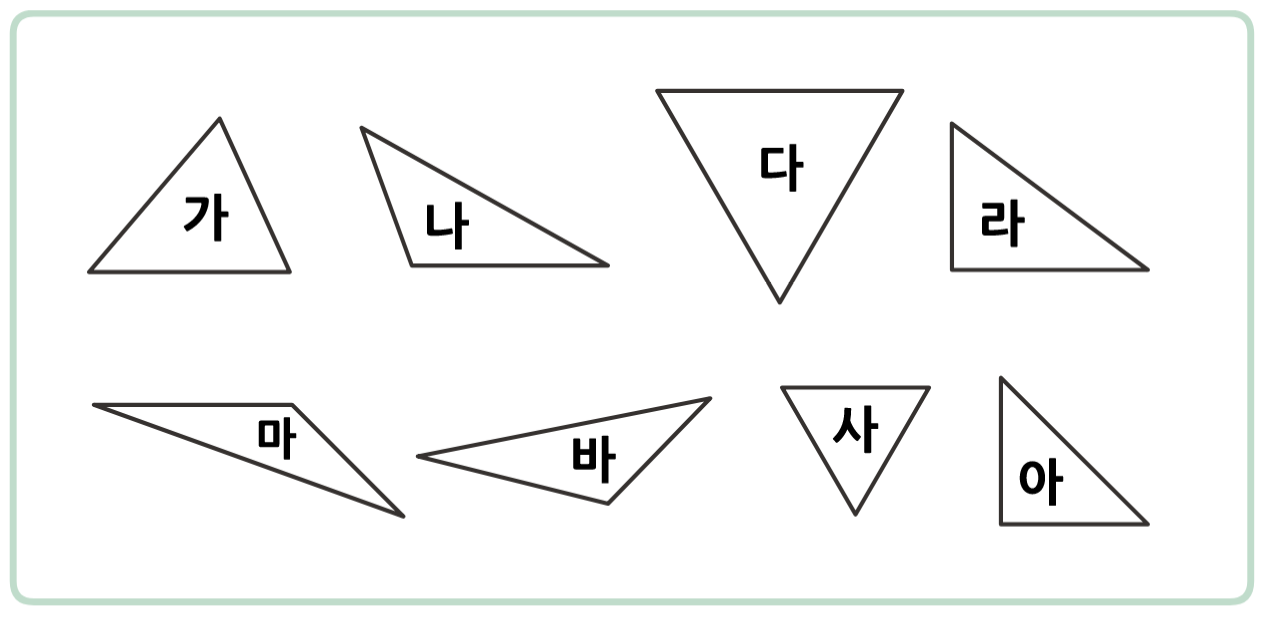 가 나 다 라
마 바 사 아